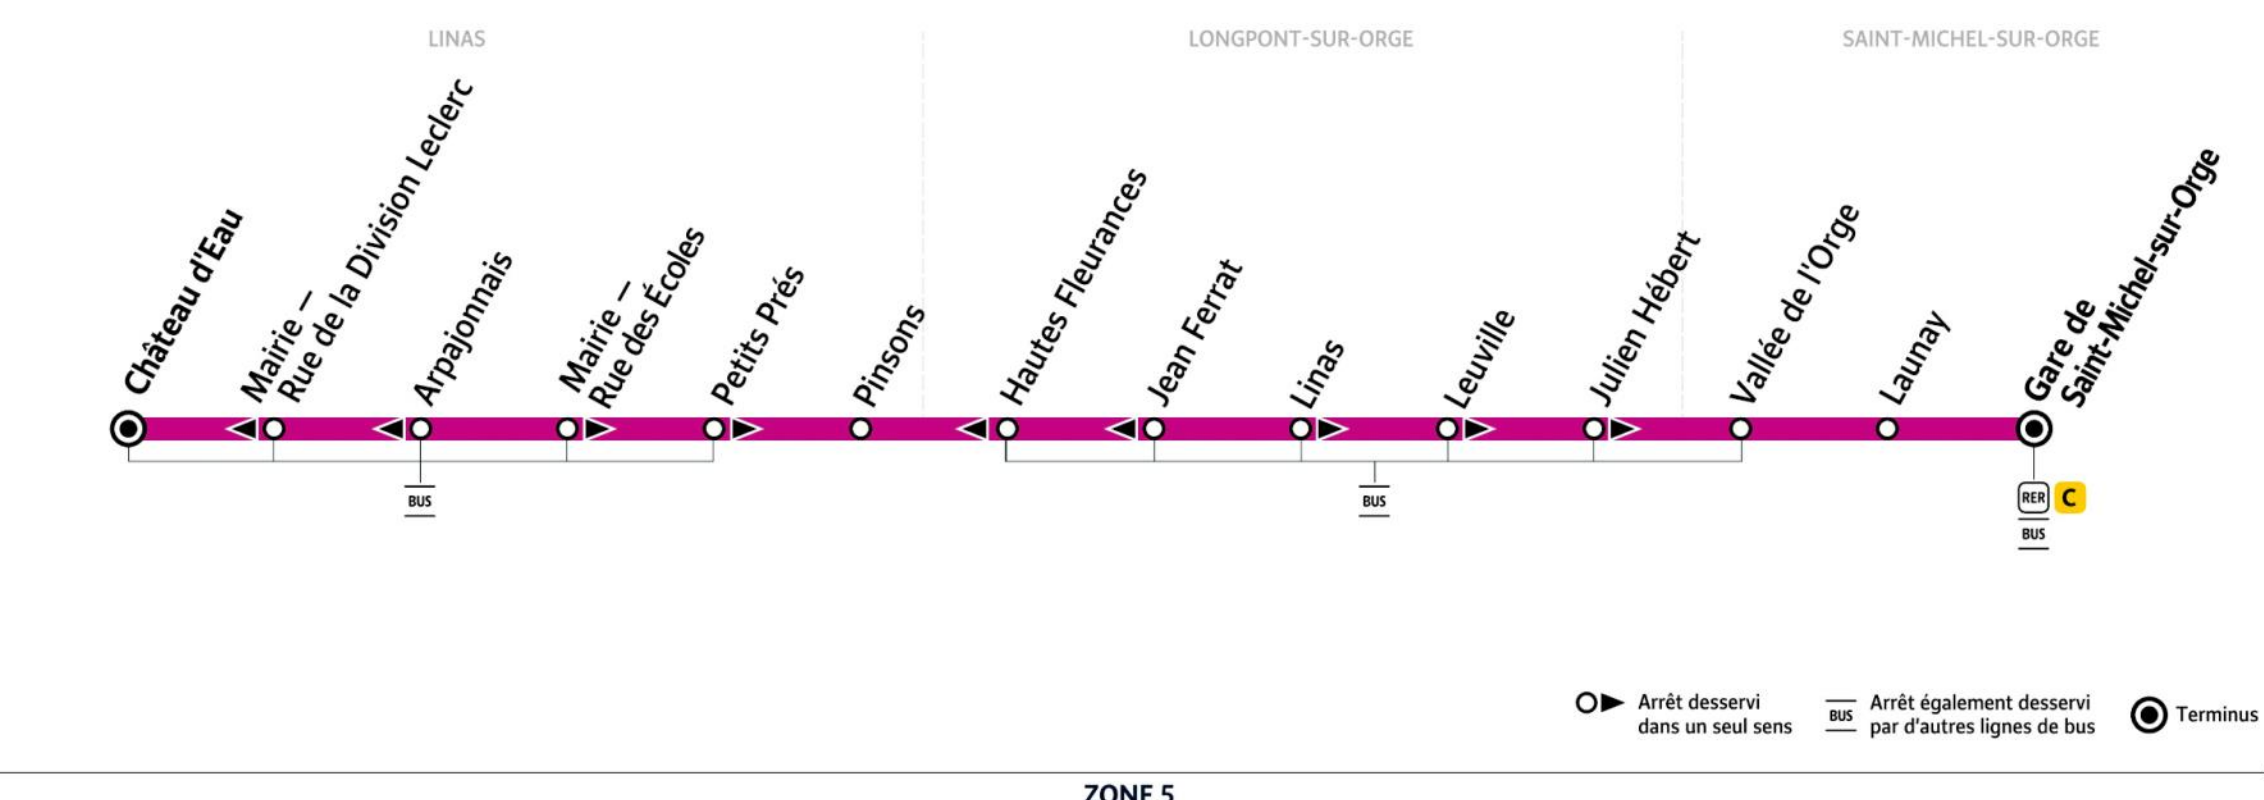 LINAS
LONGPONT-SUR-ORGE
SAINT-MICHEL-SUR-ORGE
Château d'Eau
Mairie –
Rue de la Division Leclerc
Arpajonnais
Mairie –
Rue des Écoles
Petits Prés
Pinsons
Hautes Fleurances
Jean Ferrat
Linas
Leuville
Julien Hébert
Vallée de l'Orge
Launay
Gare de
Saint-Michel-sur-Orge
BUS
BUS
RER C
BUS
Arrêt desservi
dans un seul sens
BUS
Arrêt également desservi
par d'autres lignes de bus
Terminus
ZONE 5